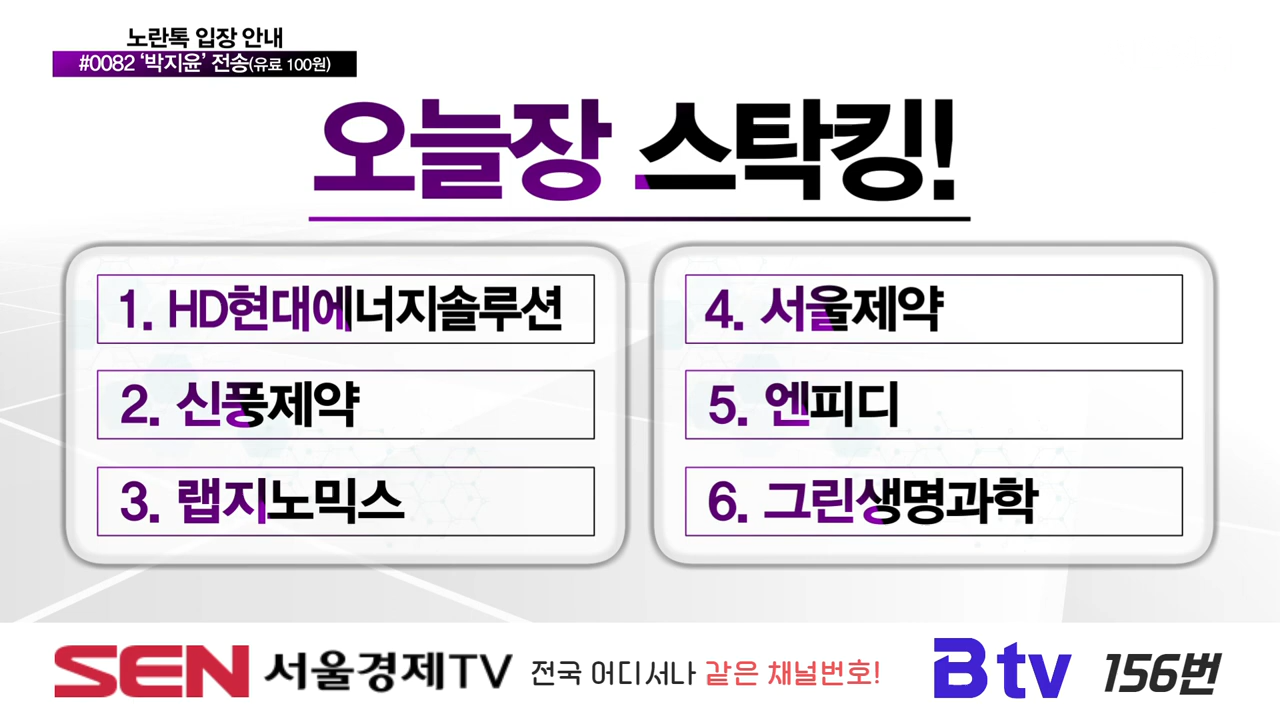 노란톡 입장 안내
#0082 ‘박지윤’ 전송(유료 100원)
오늘장 스탁킹!
1. HD현대에너지솔루션
2. 신풍제약
3. 랩지노믹스
4. 서울제약
5. 엔피디
6. 그린생명과학
SEN 서울경제TV 전국 어디서나 같은 채널번호! B tv 156번